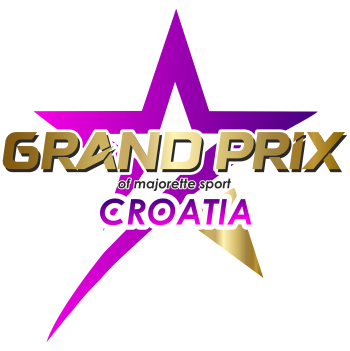 GRAND PRIX
of majorette sport
CROATIA